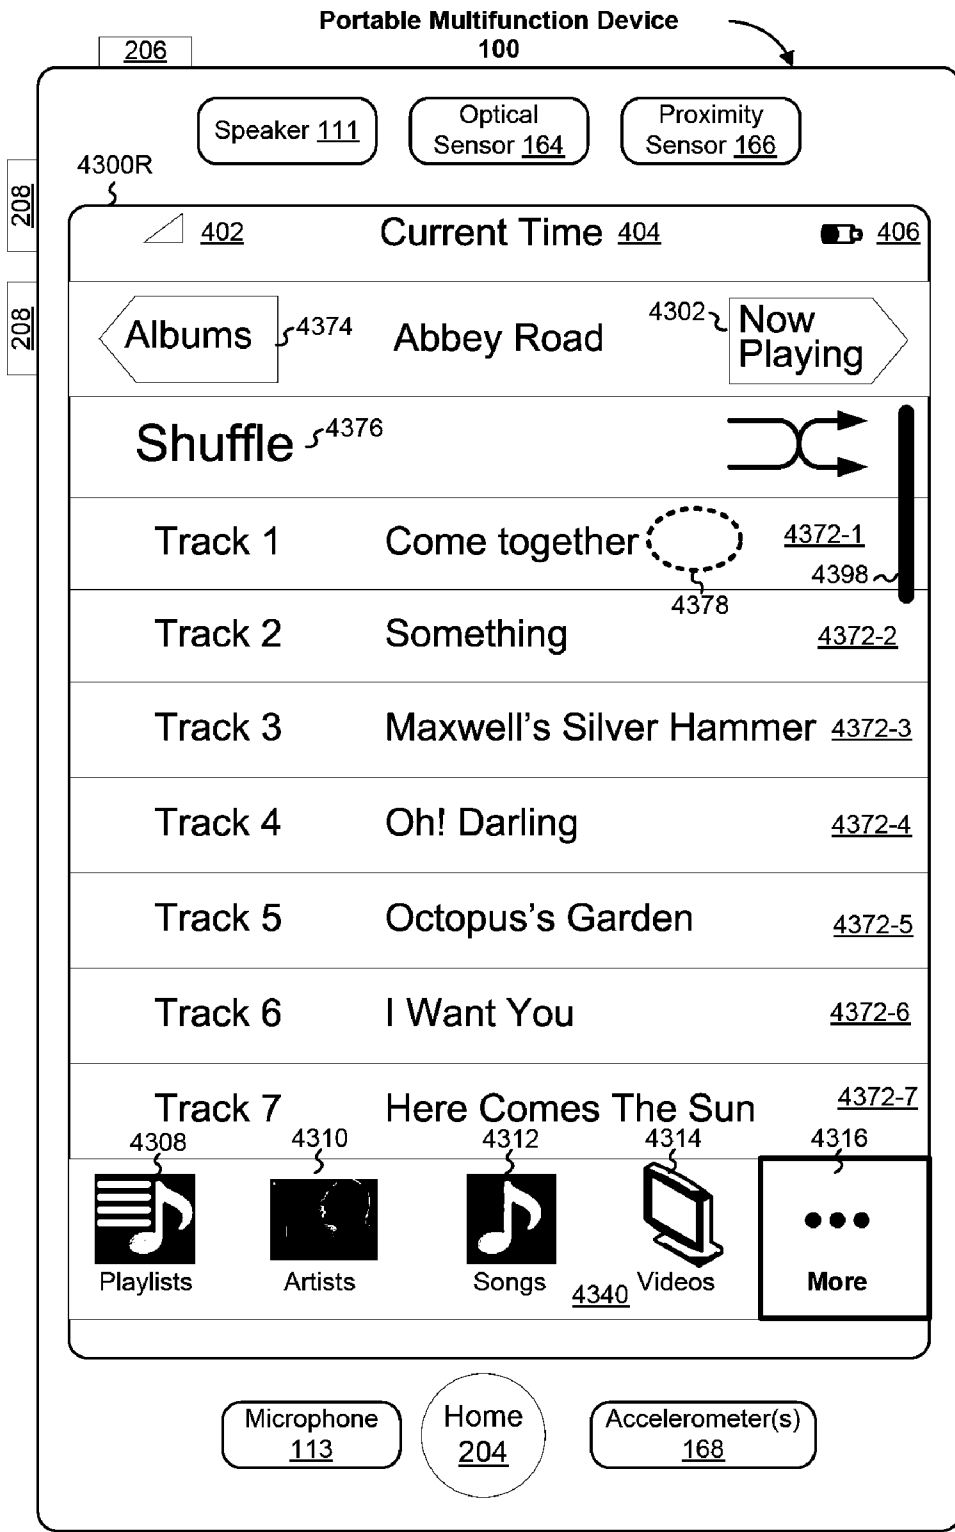 Portable Multifunction Device
100
206
Speaker 111
Optical
Sensor 164
Proximity
Sensor 166
4300R
208
208
402
Current Time 404
406
Albums
4374
Abbey Road
4302
Now
Playing
Shuffle
4376
Track 1
Come together
4372-1
4378
4398
Track 2
Something
4372-2
Track 3
Maxwell's Silver Hammer
4372-3
Track 4
Oh! Darling
4372-4
Track 5
Octopus's Garden
4372-5
Track 6
I Want You
4372-6
Track 7
Here Comes The Sun
4372-7
4308
4310
4312
4314
4316
Playlists
Artists
Songs
4340
Videos
More
Microphone
113
Home
204
Accelerometer(s)
168